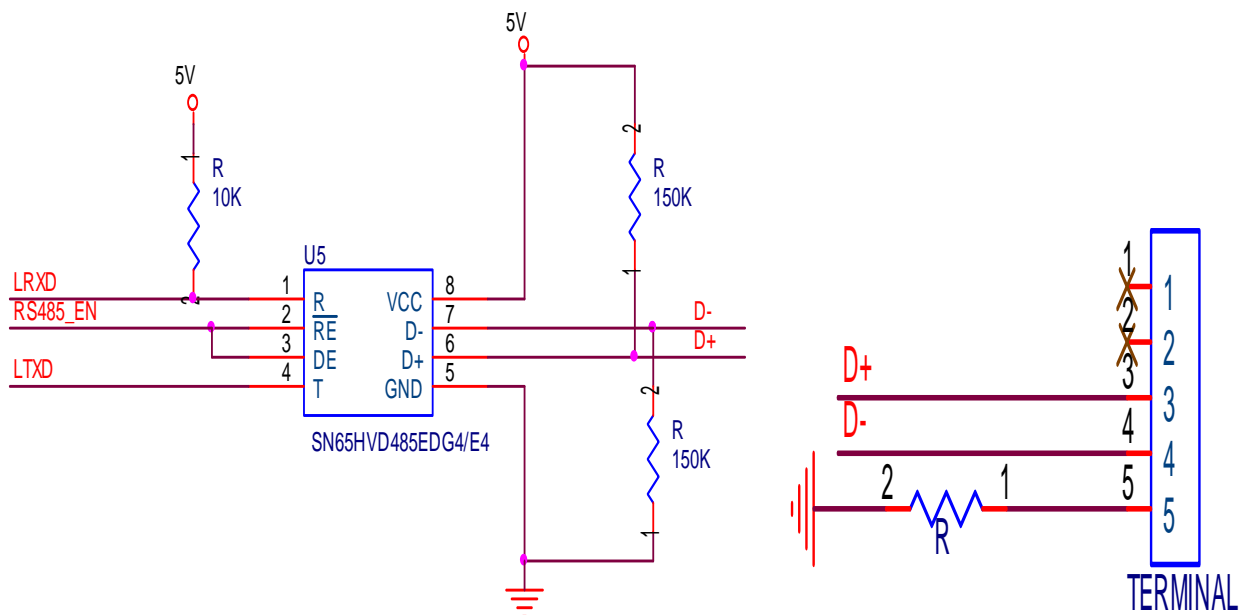 5V
5V
1
R
10K
2
2
R
150K
1
U5
LRXD
RS485_EN
LTXD
1
2
3
4
R
RE
DE
T
VCC
D-
D+
GND
8
7
6
5
SN65HVD485EDG4/E4
D-
D+
2
R
150K
1
D+
D-
1
2
3
4
5
1
2
3
4
5
2
1
R
TERMINAL